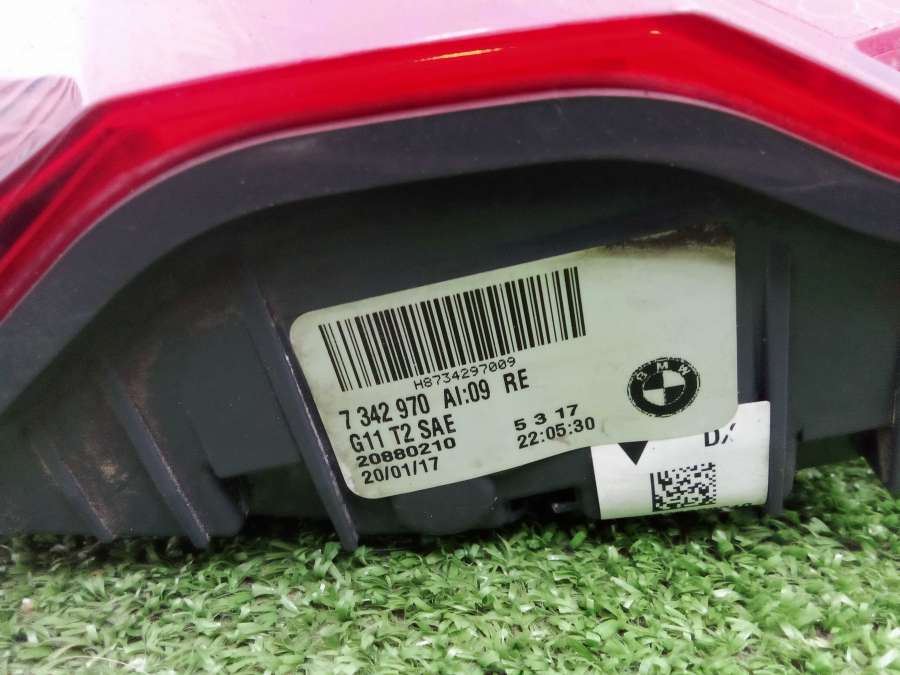 H8734297009
7 342 970 AI:09 RE
G11 T2 SAE
20880210
20/01/17
5 3 17
22:05:30
BMW
DX